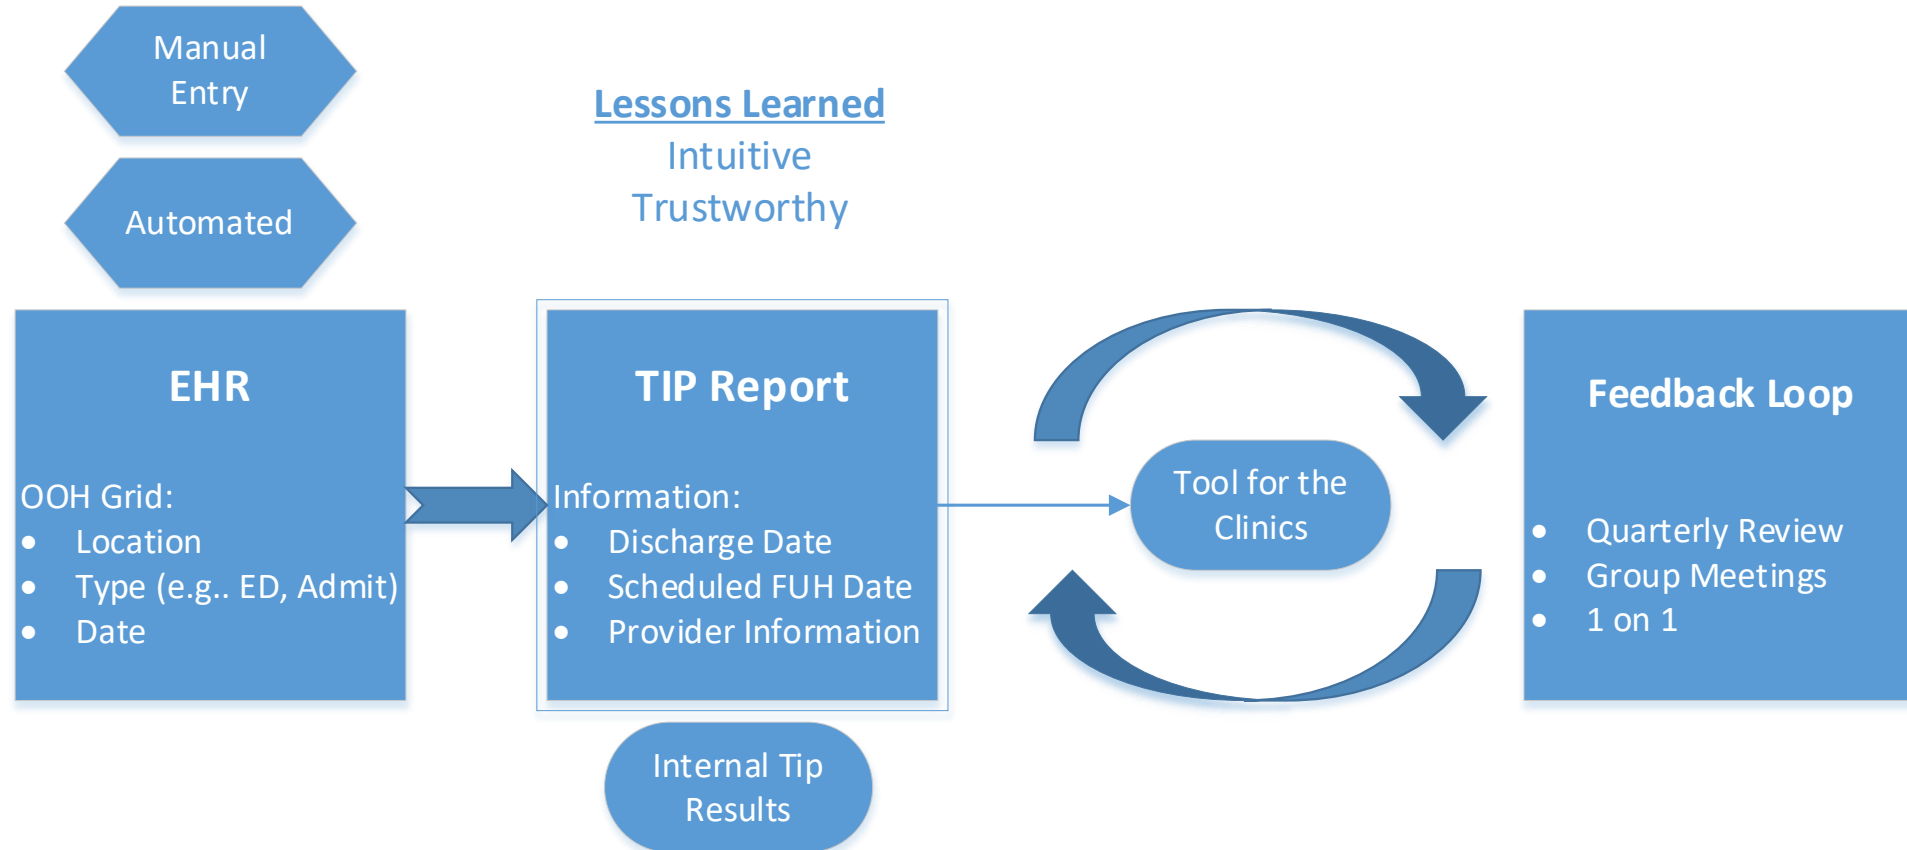 Manual
Entry
Automated
Lessons Learned
Intuitive
Trustworthy
EHR
OOH Grid:
● Location
● Type (e.g.. ED, Admit)
● Date
TIP Report
Information:
● Discharge Date
● Scheduled FUH Date
● Provider Information
Internal Tip
Results
Tool for the
Clinics
Feedback Loop
● Quarterly Review
● Group Meetings
● 1 on 1